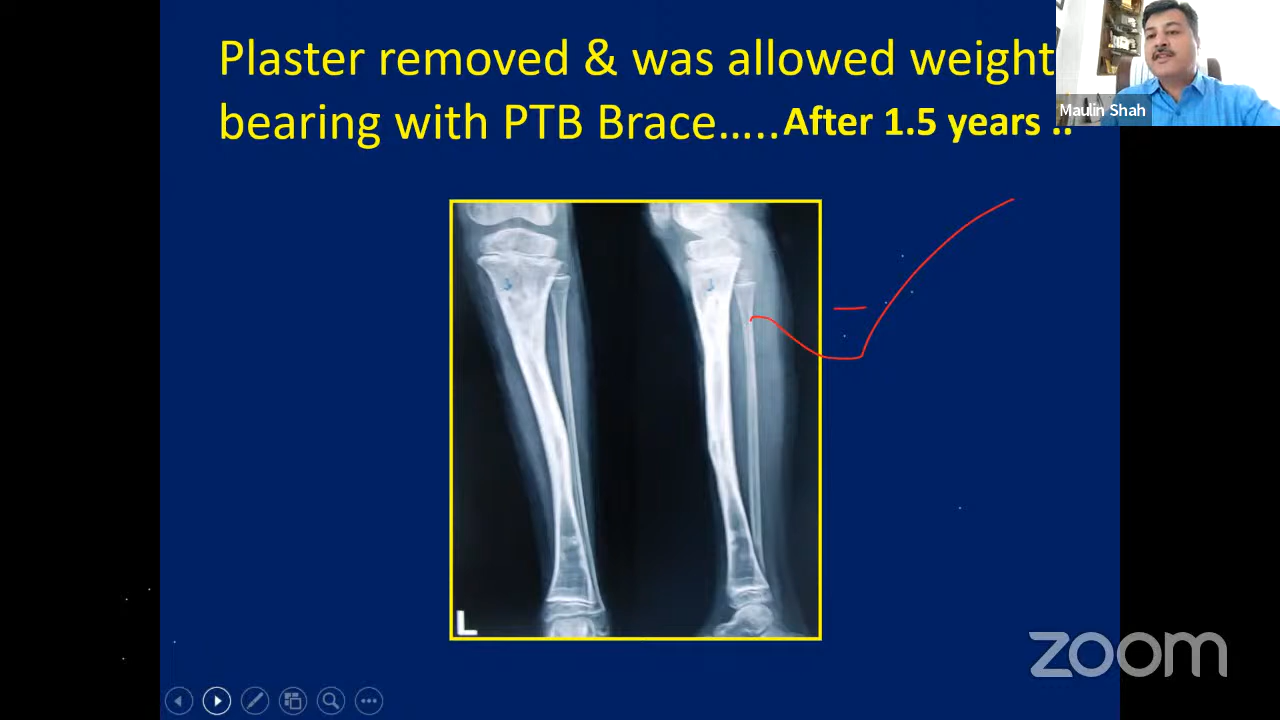 Plaster removed & was allowed weight
bearing with PTB Brace.....After 1.5 years ..
Maulin Shah
L
zoom